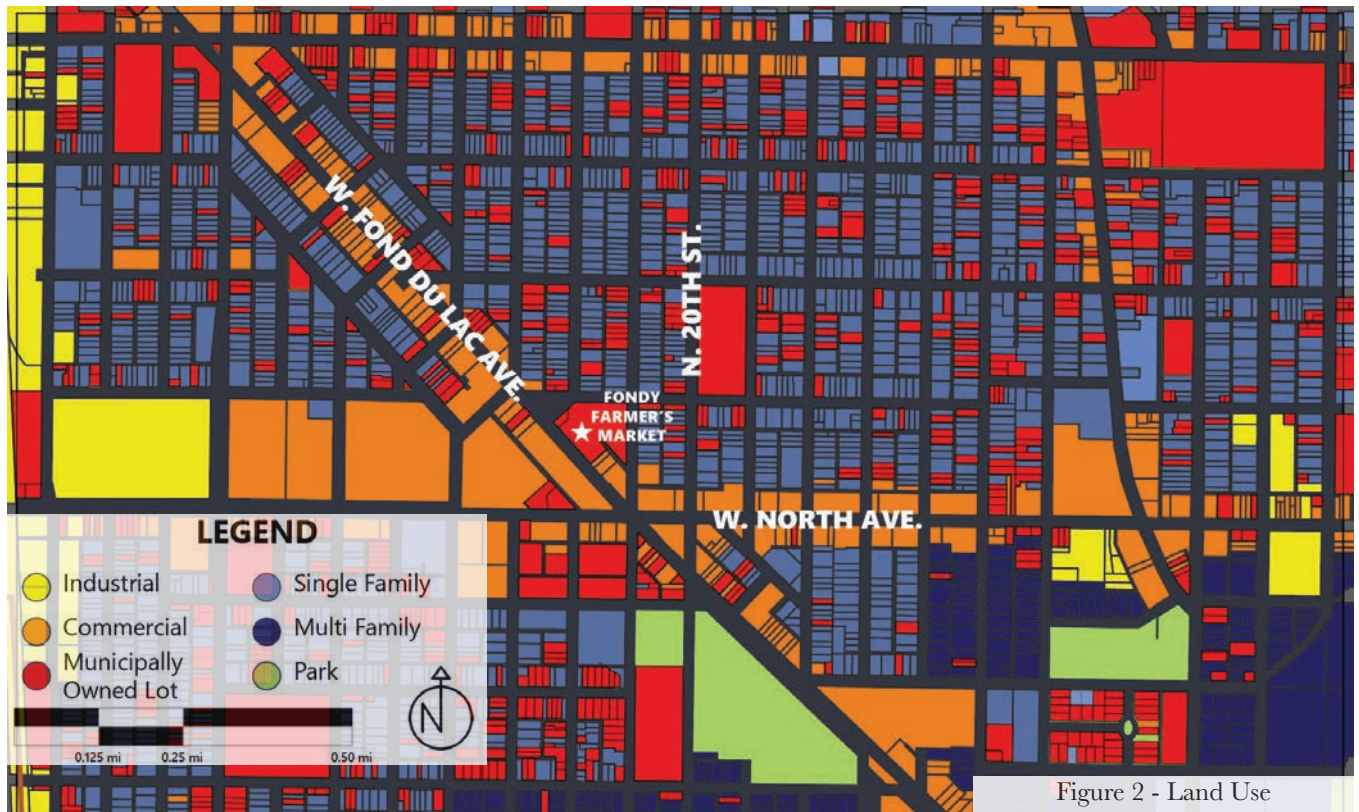 W. FOND DU LAC AVE.
N. 20TH ST.
FONDY
FARMER'S
MARKET
W. NORTH AVE.
LEGEND
Industrial
Commercial
Municipally
Owned Lot
Single Family
Multi Family
Park
N
0.125 mi
0.25 mi
0.50 mi
Figure 2 - Land Use